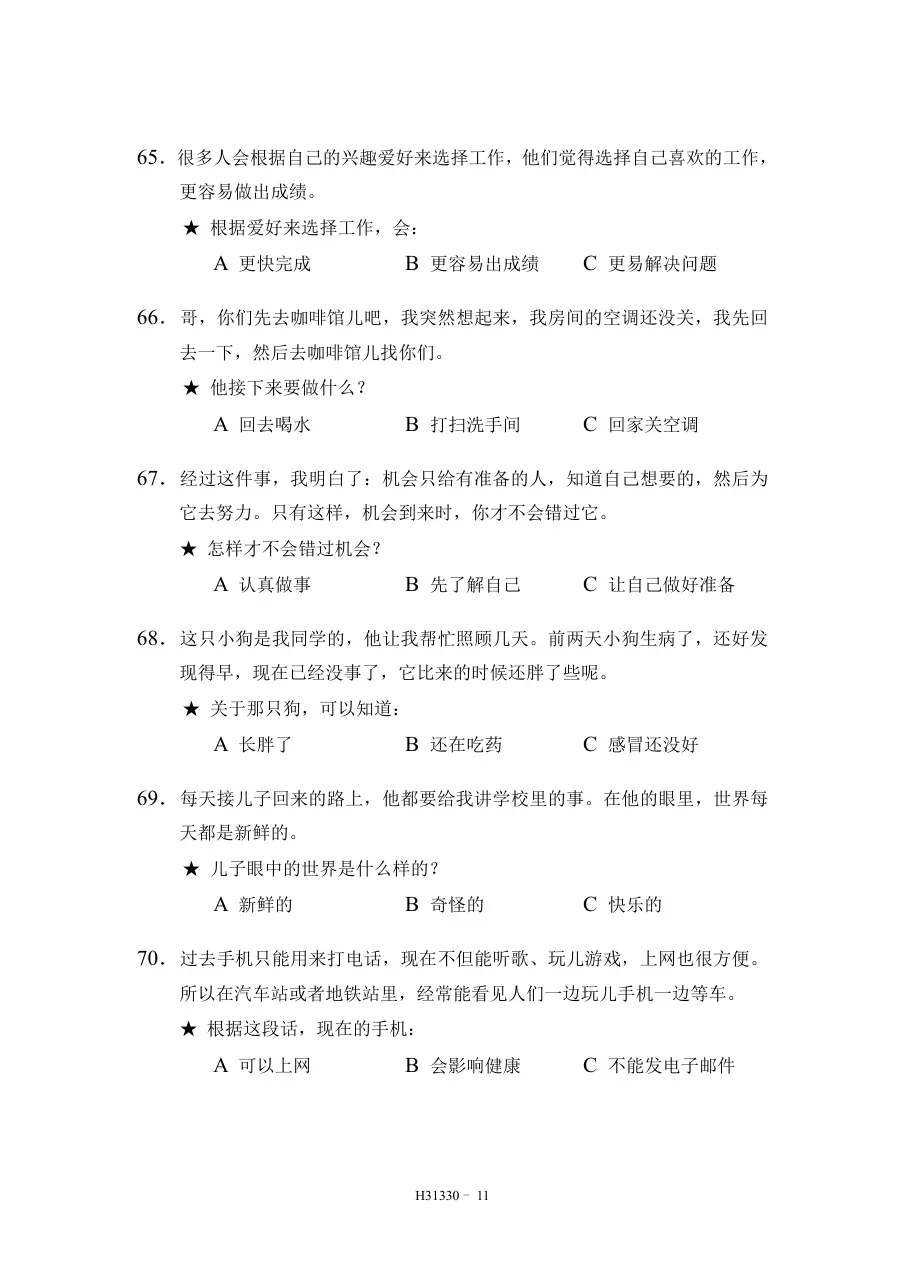 65．很多人会根据自己的兴趣爱好来选择工作，他们觉得选择自己喜欢的工作，
更容易做出成绩。
★ 根据爱好来选择工作，会：
A 更快完成 B 更容易出成绩 C 更易解决问题
66．哥，你们先去咖啡馆儿吧，我突然想起来，我房间的空调还没关，我先回
去一下，然后去咖啡馆儿找你们。
★ 他接下来要做什么？
A 回去喝水 B 打扫洗手间 C 回家关空调
67．经过这件事，我明白了：机会只给有准备的人，知道自己想要的，然后为
它去努力。只有这样，机会到来时，你才不会错过它。
★ 怎样才不会错过机会？
A 认真做事 B 先了解自己 C 让自己做好准备
68．这只小狗是我同学的，他让我帮忙照顾几天。前两天小狗生病了，还好发
现得早，现在已经没事了，它比来的时候还胖了些呢。
★ 关于那只狗，可以知道：
A 长胖了 B 还在吃药 C 感冒还没好
69．每天接儿子回来的路上，他都要给我讲学校里的事。在他的眼里，世界每
天都是新鲜的。
★ 儿子眼中的世界是什么样的？
A 新鲜的 B 奇怪的 C 快乐的
70．过去手机只能用来打电话，现在不但能听歌、玩儿游戏，上网也很方便。
所以在汽车站或者地铁站里，经常能看见人们一边玩儿手机一边等车。
★ 根据这段话，现在的手机：
A 可以上网 B 会影响健康 C 不能发电子邮件
H31330 - 11